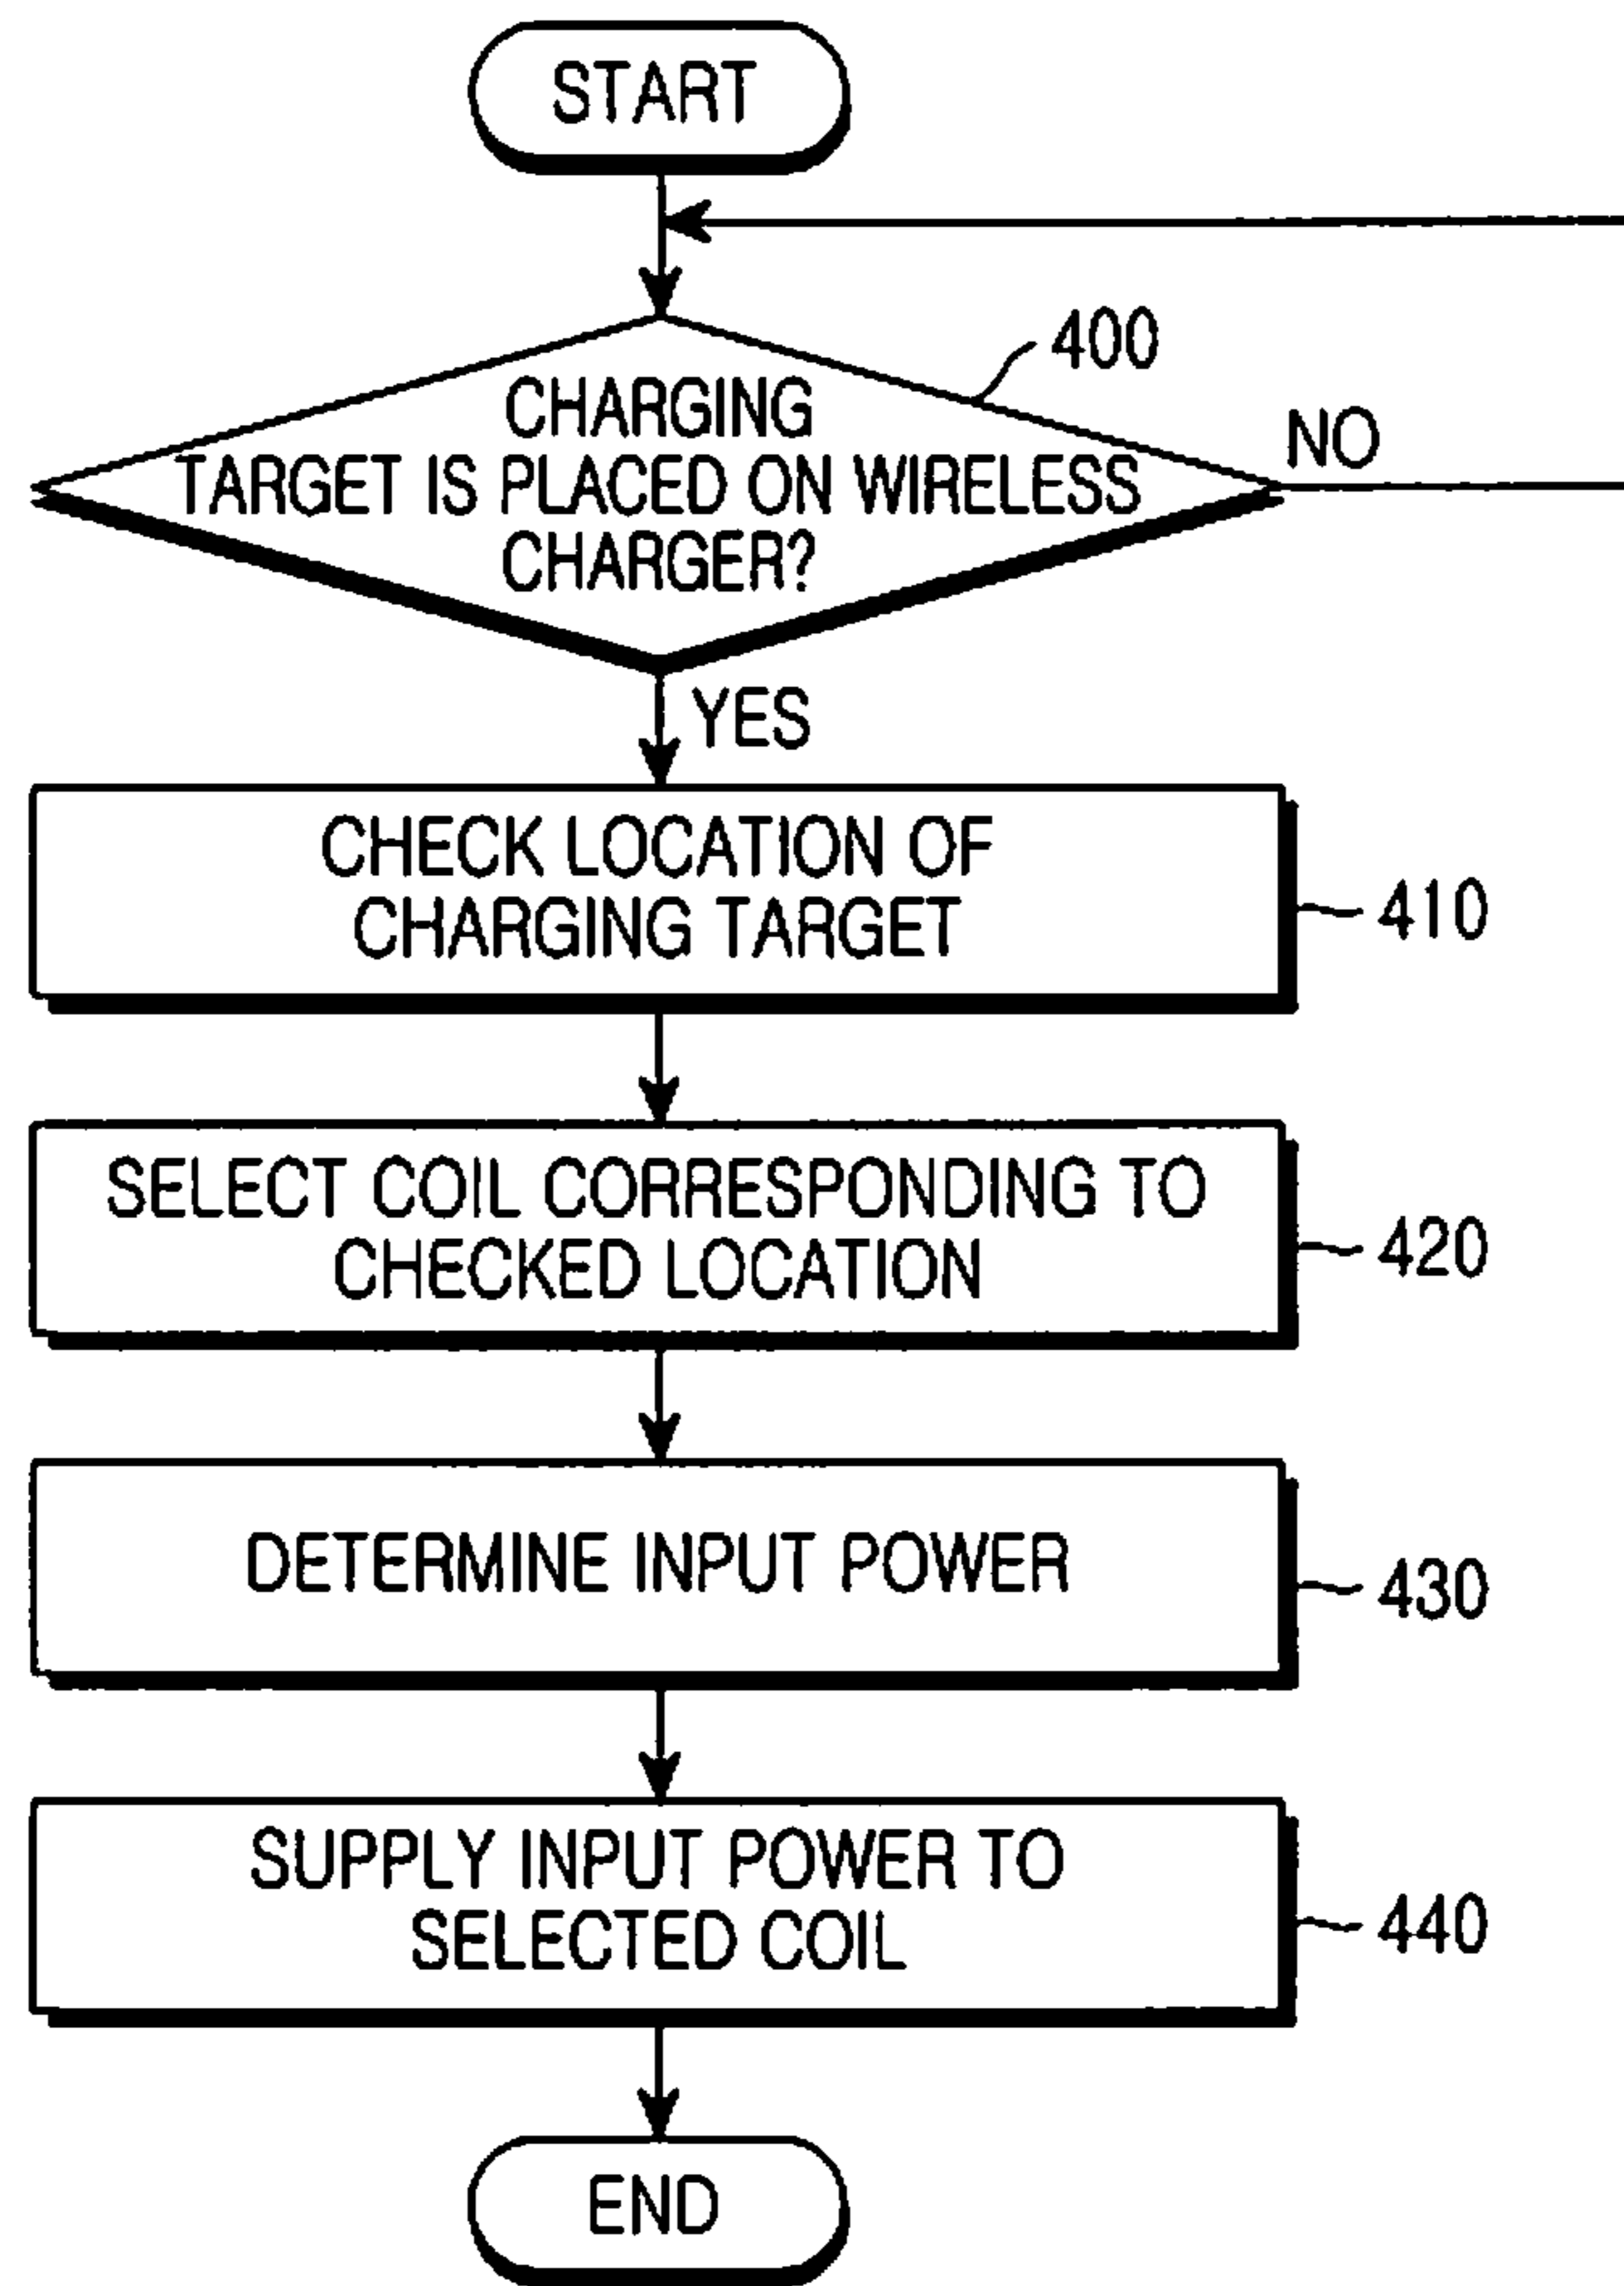 START
400
CHARGING
TARGET IS PLACED ON WIRELESS
CHARGER?
NO
YES
CHECK LOCATION OF
CHARGING TARGET
410
SELECT COIL CORRESPONDING TO
CHECKED LOCATION
420
DETERMINE INPUT POWER
430
SUPPLY INPUT POWER TO
SELECTED COIL
440
END